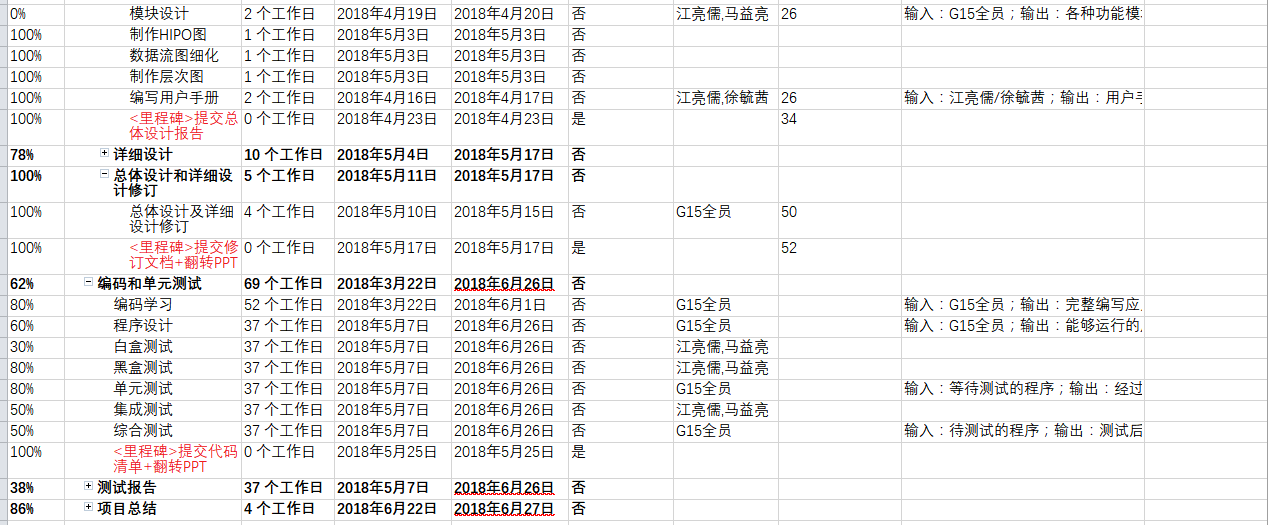 0% 模块设计 2 个工作日 2018年4月19日 2018年4月20日 否 江亮儒,马益亮 26 输入：G15全员；输出：各种功能模
100% 制作HIPO图 1 个工作日 2018年5月3日 2018年5月3日 否
100% 数据流图细化 1 个工作日 2018年5月3日 2018年5月3日 否
100% 制作层次图 1 个工作日 2018年5月3日 2018年5月3日 否
100% 编写用户手册 2 个工作日 2018年4月16日 2018年4月17日 否 江亮儒,徐毓茜 26 输入：江亮儒/徐毓茜；输出：用户手
100% <里程碑>提交总 0 个工作日 2018年4月23日 2018年4月23日 是 34
体设计报告
78% 详细设计 10 个工作日 2018年5月4日 2018年5月17日 否
100% 总体设计和详细设 5 个工作日 2018年5月11日 2018年5月17日 否
计修订
100% 总体设计及详细 4 个工作日 2018年5月10日 2018年5月15日 否 G15全员 50
设计修订
100% <里程碑>提交修 0 个工作日 2018年5月17日 2018年5月17日 是 52
订文档+翻转PPT
62% 编码和单元测试 69 个工作日 2018年3月22日 2018年6月26日 否
80% 编码学习 52 个工作日 2018年3月22日 2018年6月1日 否 G15全员 输入：G15全员；输出：完整编写应
60% 程序设计 37 个工作日 2018年5月7日 2018年6月26日 否 G15全员 输入：G15全员；输出：能够运行的
30% 白盒测试 37 个工作日 2018年5月7日 2018年6月26日 否 江亮儒,马益亮
80% 黑盒测试 37 个工作日 2018年5月7日 2018年6月26日 否 江亮儒,马益亮
80% 单元测试 37 个工作日 2018年5月7日 2018年6月26日 否 G15全员 输入：等待测试的程序；输出：经过
50% 集成测试 37 个工作日 2018年5月7日 2018年6月26日 否 江亮儒,马益亮
50% 综合测试 37 个工作日 2018年5月7日 2018年6月26日 否 G15全员 输入：待测试的程序；输出：测试后
100% <里程碑>提交代码 0 个工作日 2018年5月25日 2018年5月25日 是
清单+翻转PPT
38% 测试报告 37 个工作日 2018年5月7日 2018年6月26日 否
86% 项目总结 4 个工作日 2018年6月22日 2018年6月27日 否